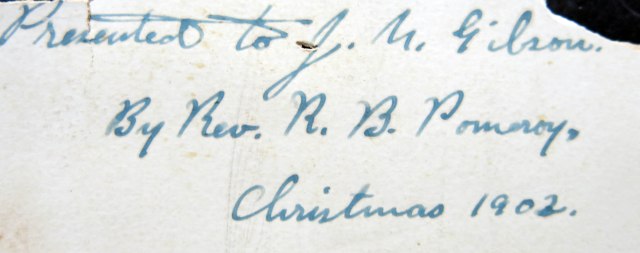 Presented to J. N. Gibson.
By Rev. R. B. Pomeroy,
Christmas 1902.